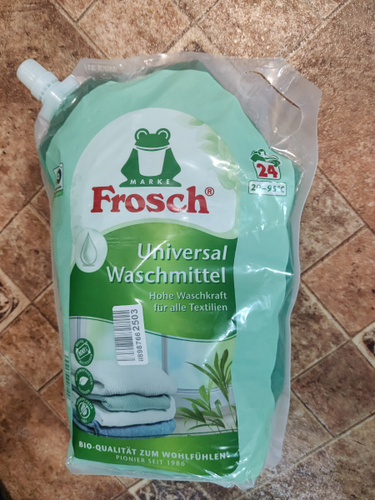 MARKE
Frosch®
24
20–95°C
Universal
Waschmittel
Hohe Waschkraft
für alle Textilien
BIO-QUALITÄT ZUM WOHLFÜHLEN!
PIONIER SEIT 1986